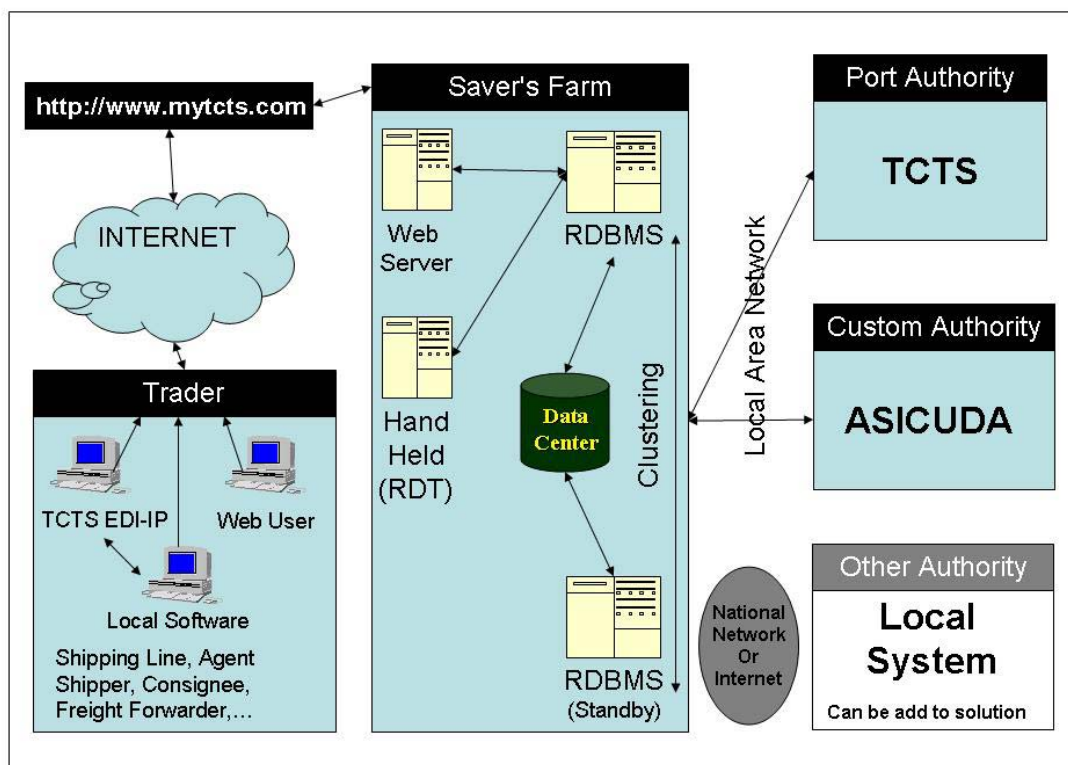 http://www.mytcts.com
INTERNET
Trader
TCTS EDI-IP
Web User
Local Software
Shipping Line, Agent
Shipper, Consignee,
Freight Forwarder,...
Saver's Farm
Web
Server
RDBMS
Hand
Held
(RDT)
Data
Center
Clustering
RDBMS
(Standby)
Local Area Network
Port Authority
TCTS
Custom Authority
ASICUDA
National
Network
Or
Internet
Other Authority
Local
System
Can be add to solution